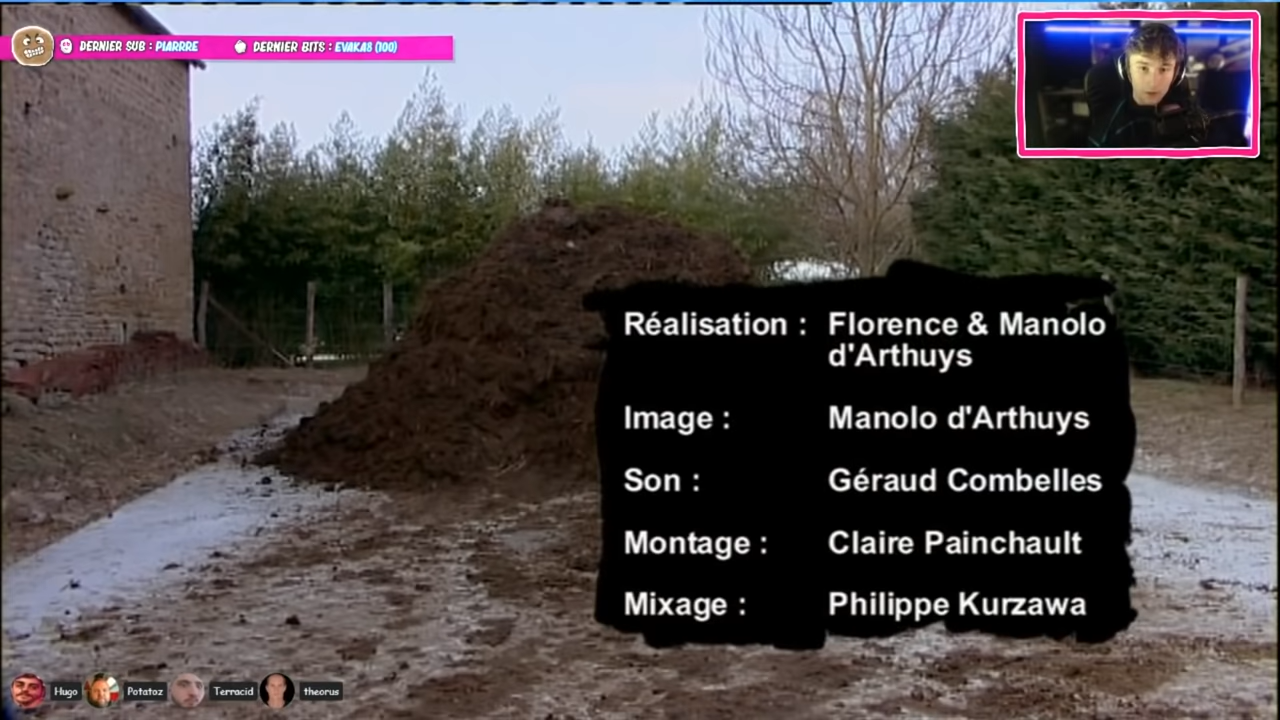 DERNIER SUB : PIARRRE DERNIER BITS : EVAKA8 (100)
Réalisation : Florence & Manolo
d'Arthuys
Image : Manolo d'Arthuys
Son : Géraud Combelles
Montage : Claire Painchault
Mixage : Philippe Kurzawa
Hugo Potatoz Terracid theorus